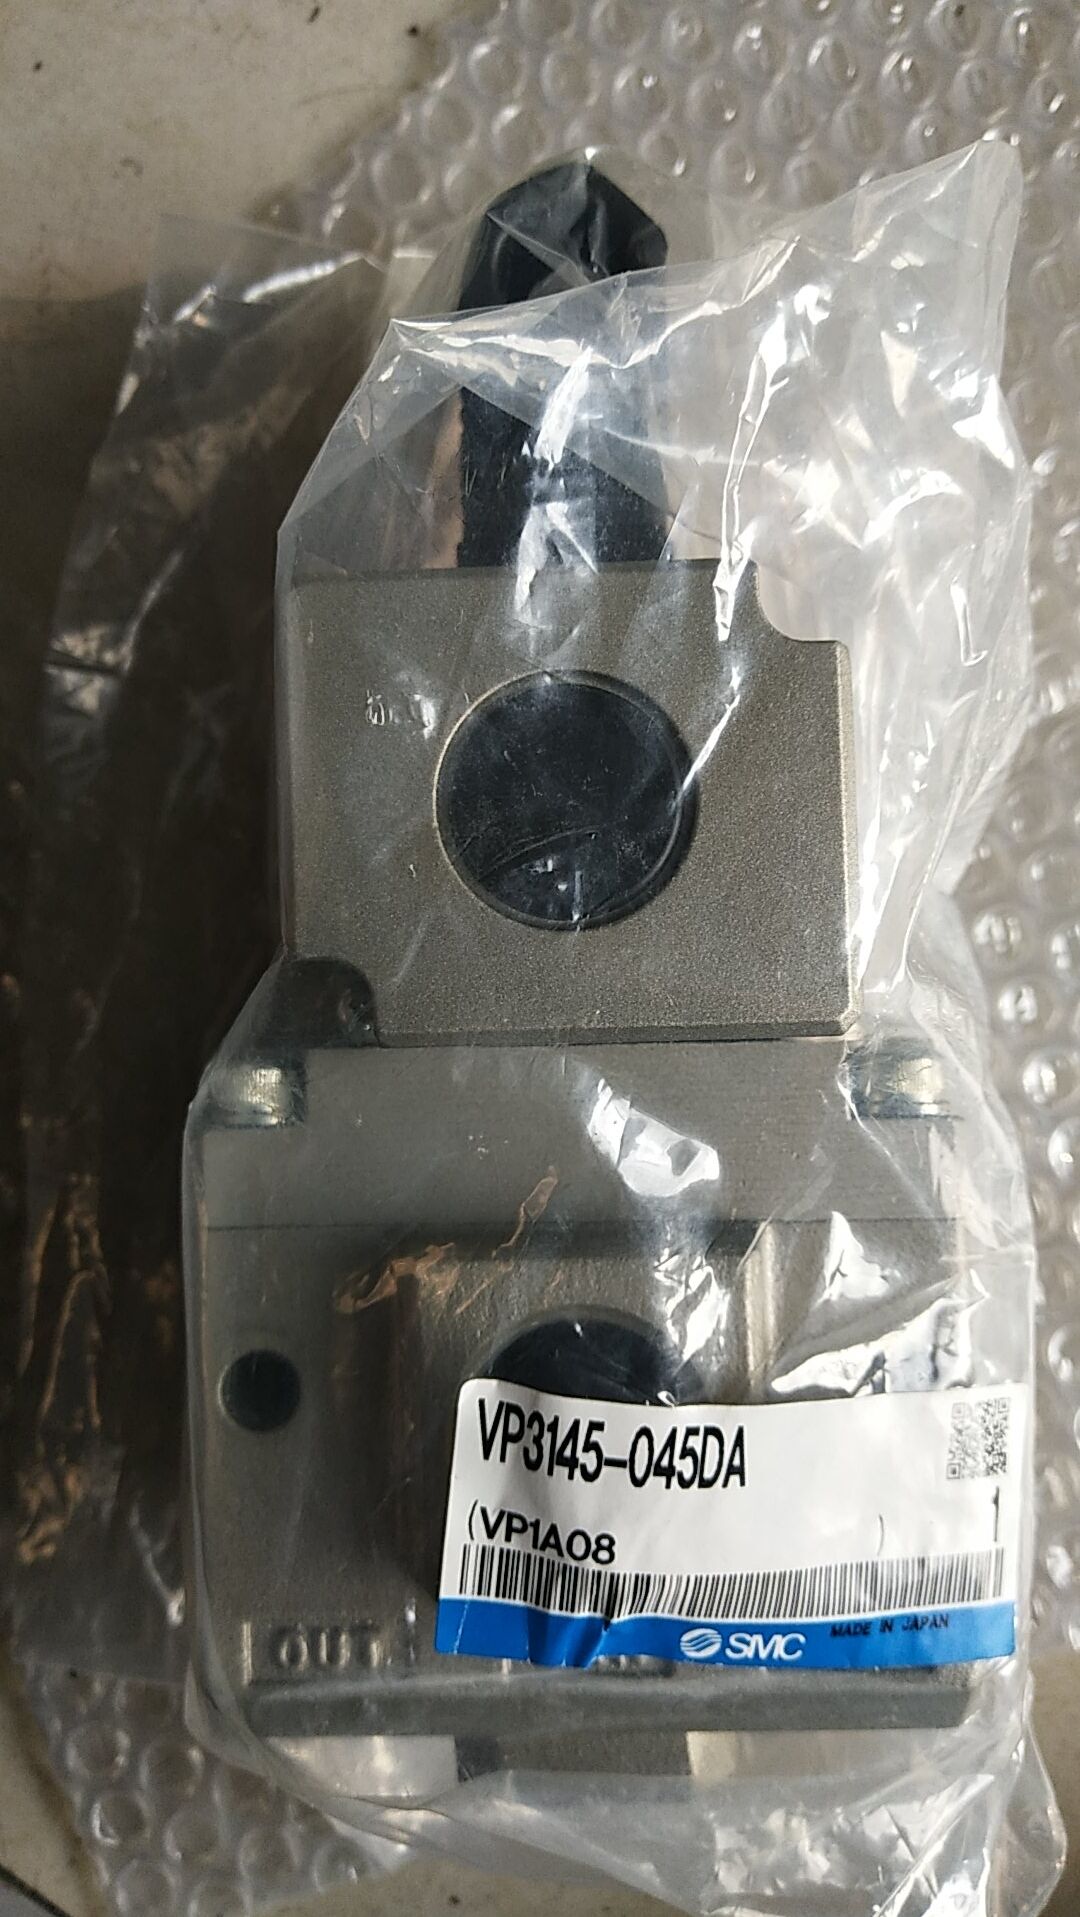 VP3145-045DA
(VP1A08 )
1
SMC
MADE IN JAPAN
OUT